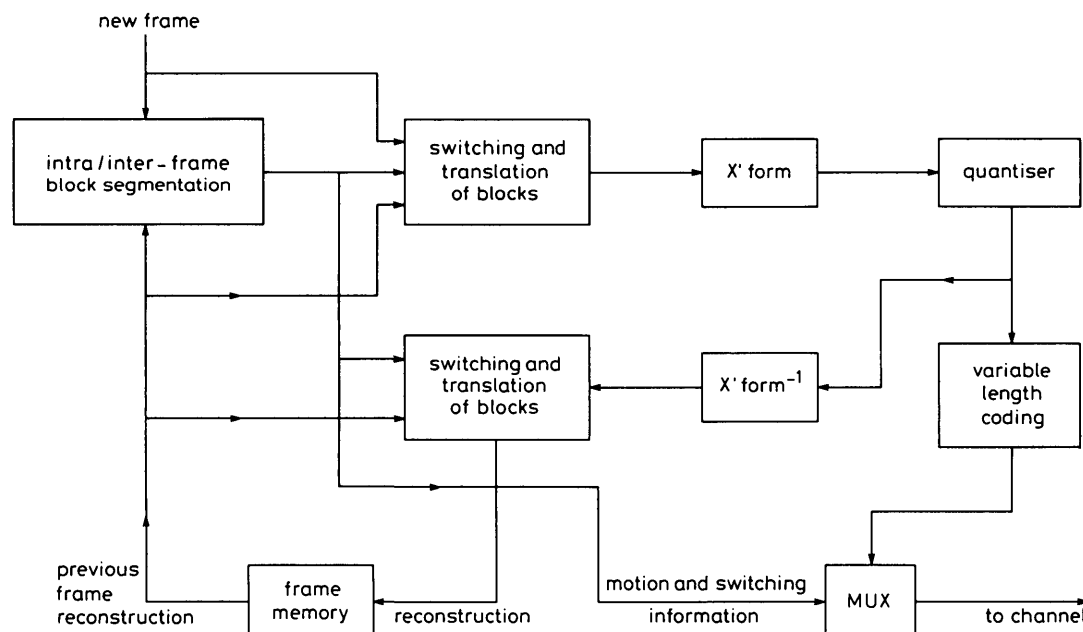 new frame
intra/inter-frame
block segmentation
switching and
translation
of blocks
X' form
quantiser
switching and
translation
of blocks
X' form⁻¹
variable
length
coding
previous
frame
reconstruction
frame
memory
reconstruction
motion and switching
information
MUX
to channel